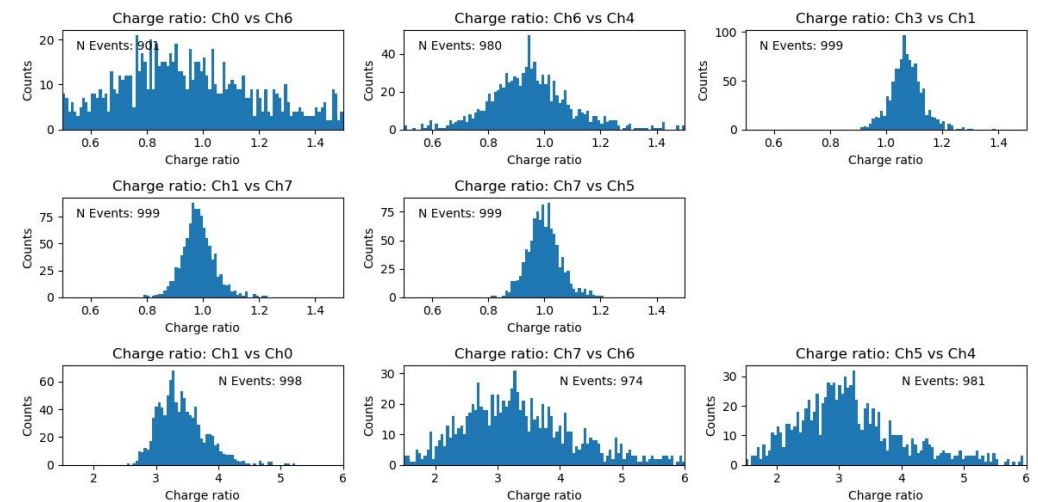 Charge ratio: Ch0 vs Ch6
N Events: 901
Counts
0
10
20
0.6 0.8 1.0 1.2 1.4
Charge ratio
Charge ratio: Ch6 vs Ch4
N Events: 980
Counts
0
20
40
0.6 0.8 1.0 1.2 1.4
Charge ratio
Charge ratio: Ch3 vs Ch1
N Events: 999
Counts
0
50
100
0.6 0.8 1.0 1.2 1.4
Charge ratio
Charge ratio: Ch1 vs Ch7
N Events: 999
Counts
0
25
50
75
0.6 0.8 1.0 1.2 1.4
Charge ratio
Charge ratio: Ch7 vs Ch5
N Events: 999
Counts
0
25
50
75
0.6 0.8 1.0 1.2 1.4
Charge ratio
Charge ratio: Ch1 vs Ch0
N Events: 998
Counts
0
20
40
60
2 3 4 5 6
Charge ratio
Charge ratio: Ch7 vs Ch6
N Events: 974
Counts
0
10
20
30
2 3 4 5 6
Charge ratio
Charge ratio: Ch5 vs Ch4
N Events: 981
Counts
0
10
20
30
2 3 4 5 6
Charge ratio